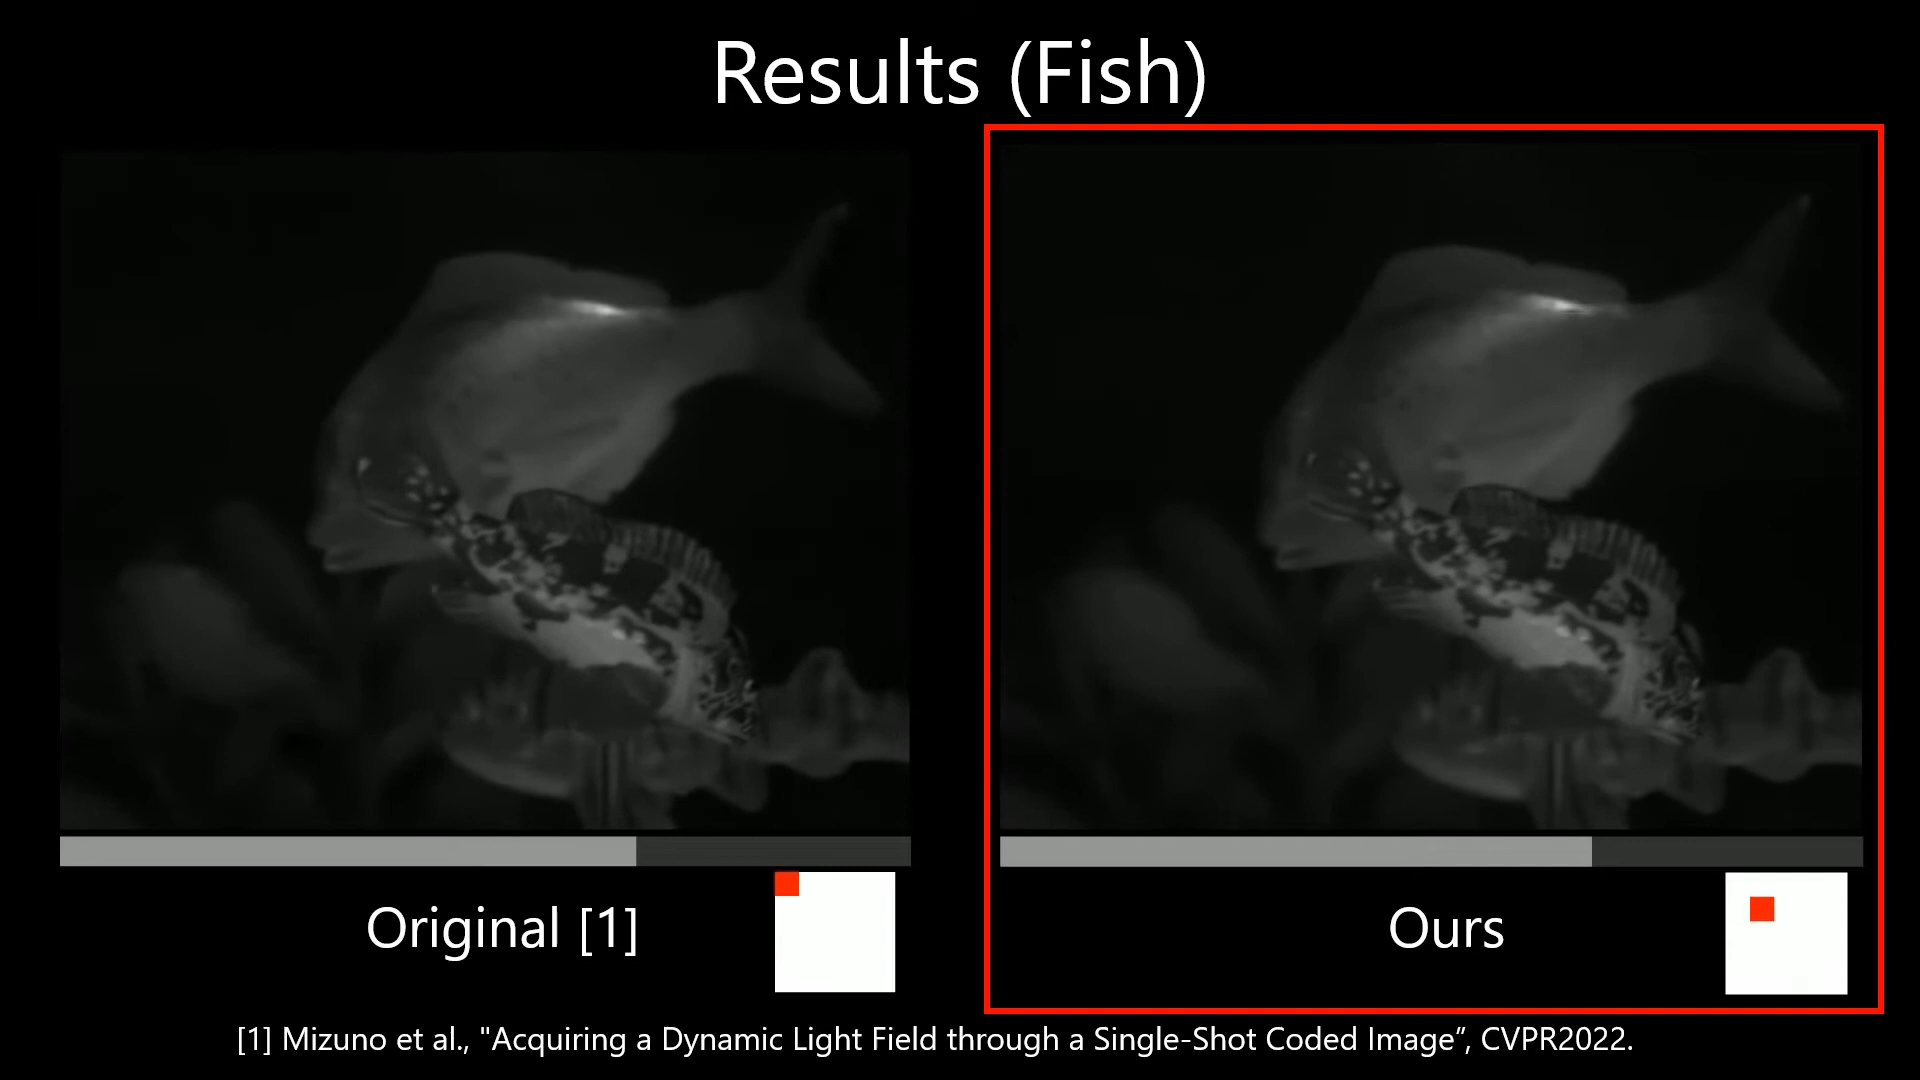 Results (Fish)
Original [1]
Ours
[1] Mizuno et al., "Acquiring a Dynamic Light Field through a Single-Shot Coded Image”, CVPR2022.